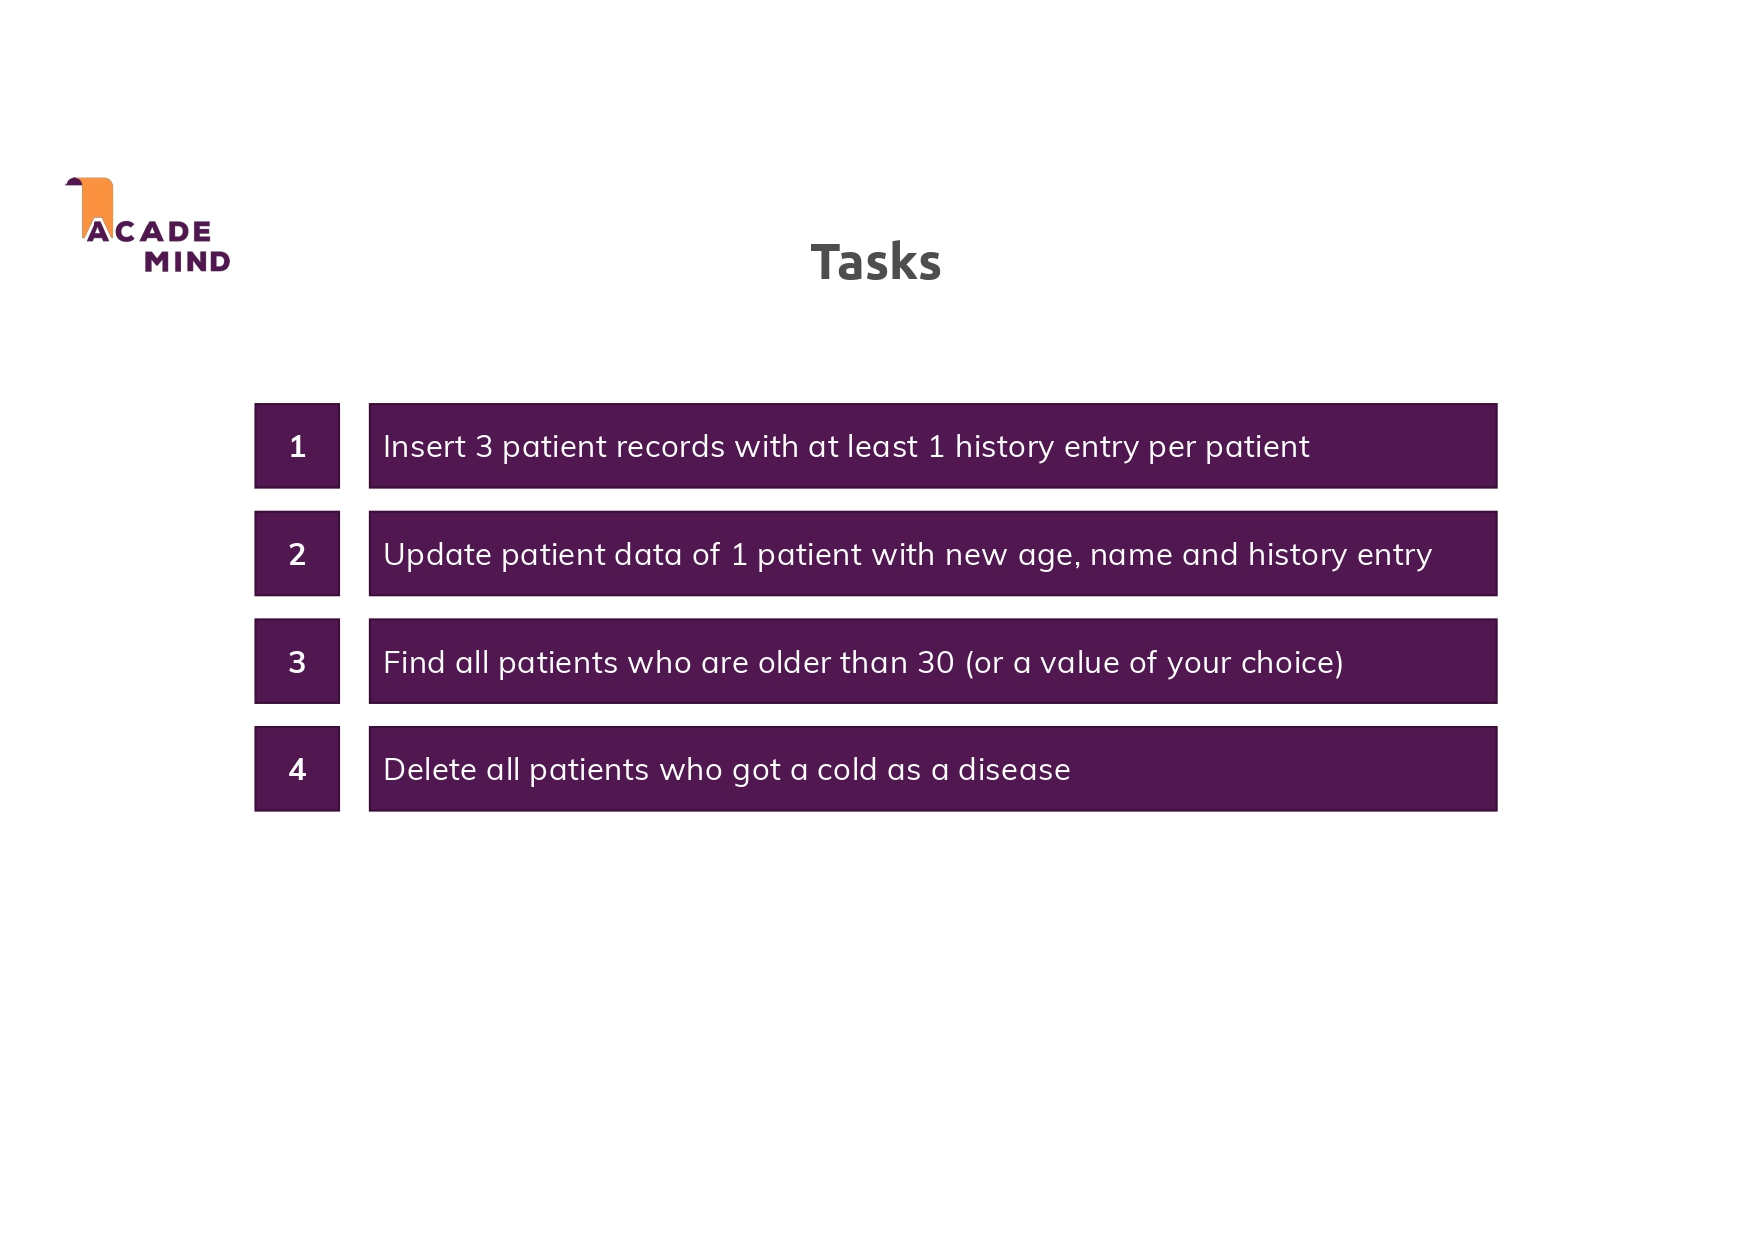 ACADE
MIND
Tasks
1 Insert 3 patient records with at least 1 history entry per patient
2 Update patient data of 1 patient with new age, name and history entry
3 Find all patients who are older than 30 (or a value of your choice)
4 Delete all patients who got a cold as a disease